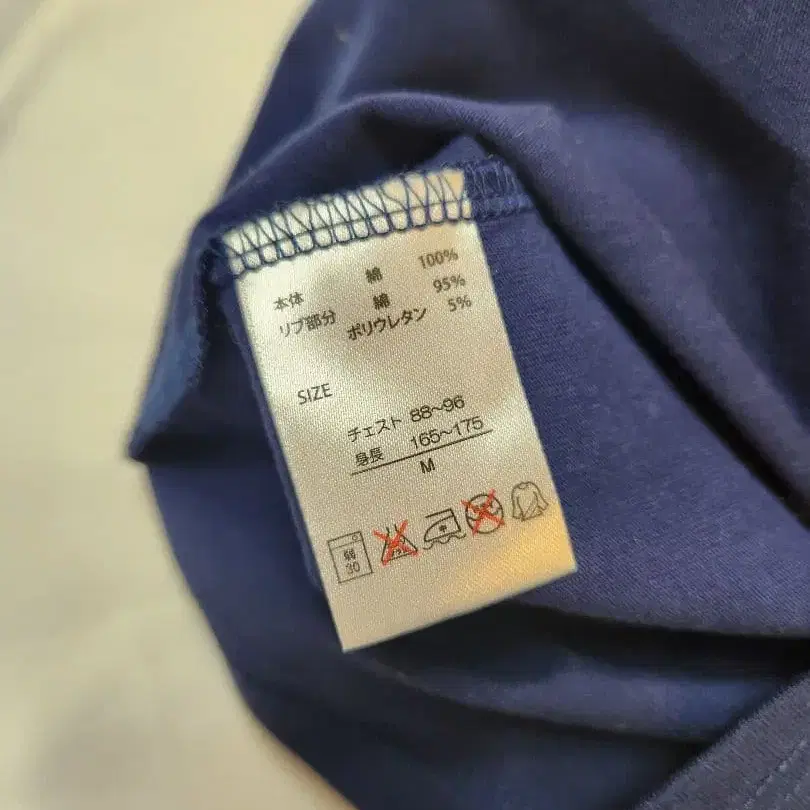 本体 綿 100%
リブ部分 綿 95%
ポリウレタン 5%
SIZE
チェスト 88~96
身長 165~175
M
弱
30
中